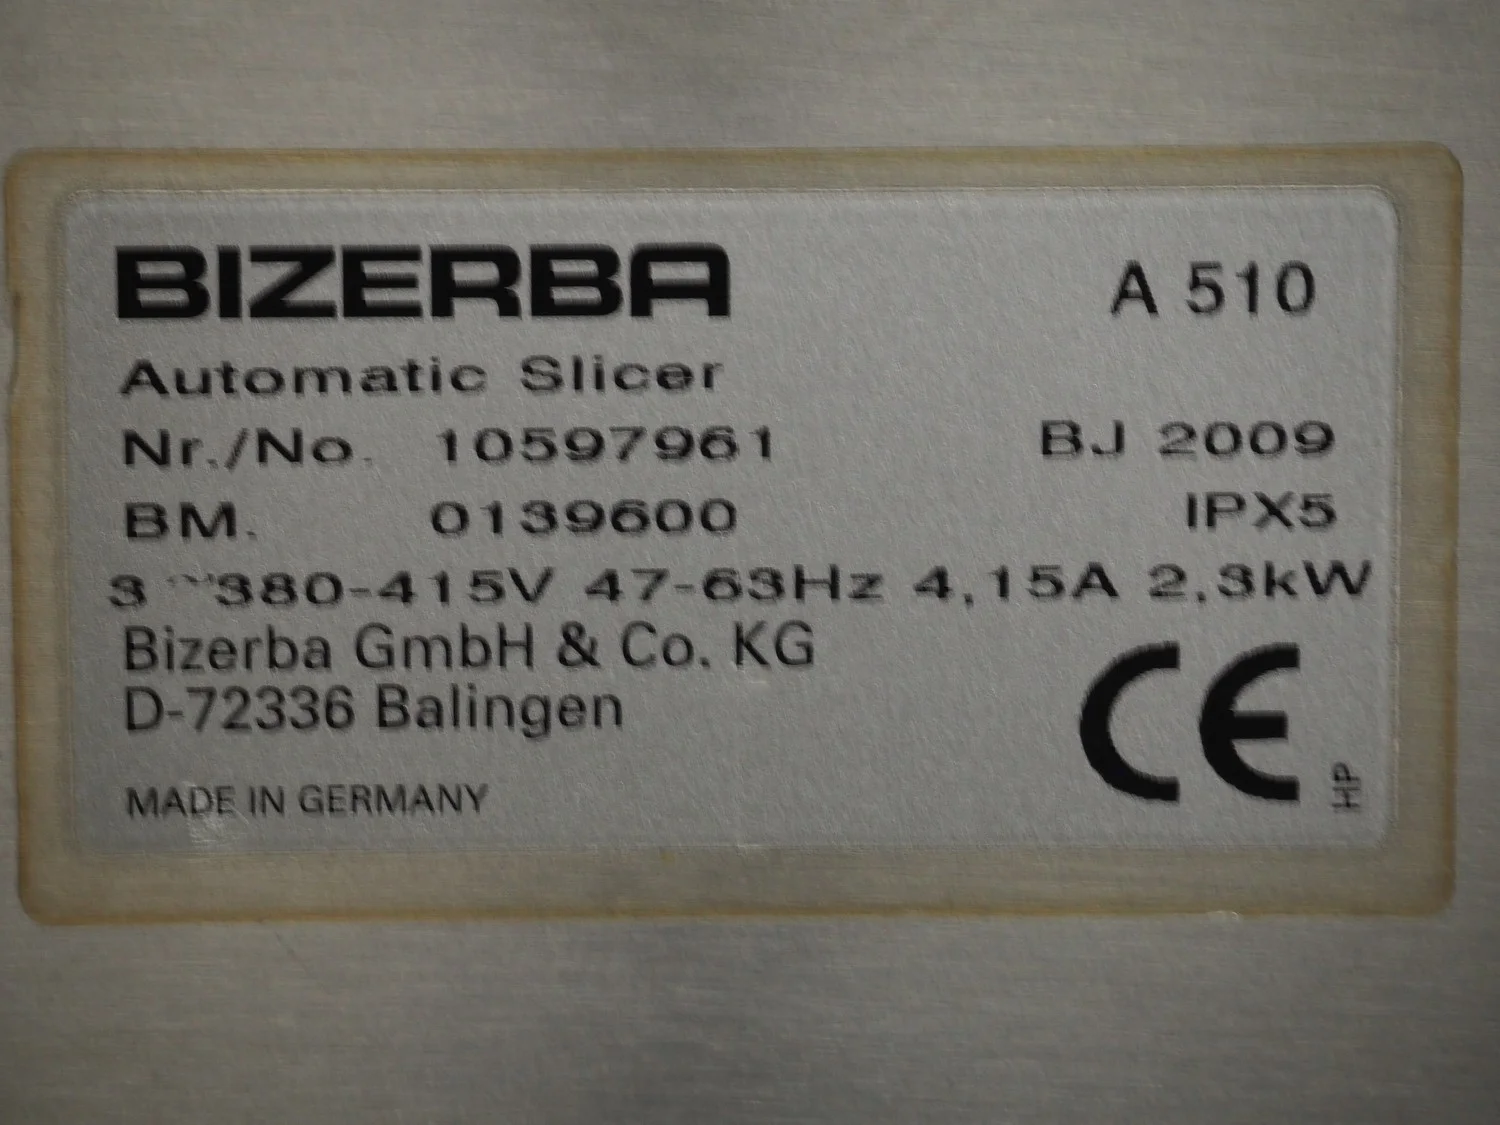 BIZERBA A 510
Automatic Slicer
Nr./No. 10597961 BJ 2009
BM. 0139600 IPX5
3 ~380-415V 47-63Hz 4,15A 2,3kW
Bizerba GmbH & Co. KG
D-72336 Balingen
CE
HP
MADE IN GERMANY